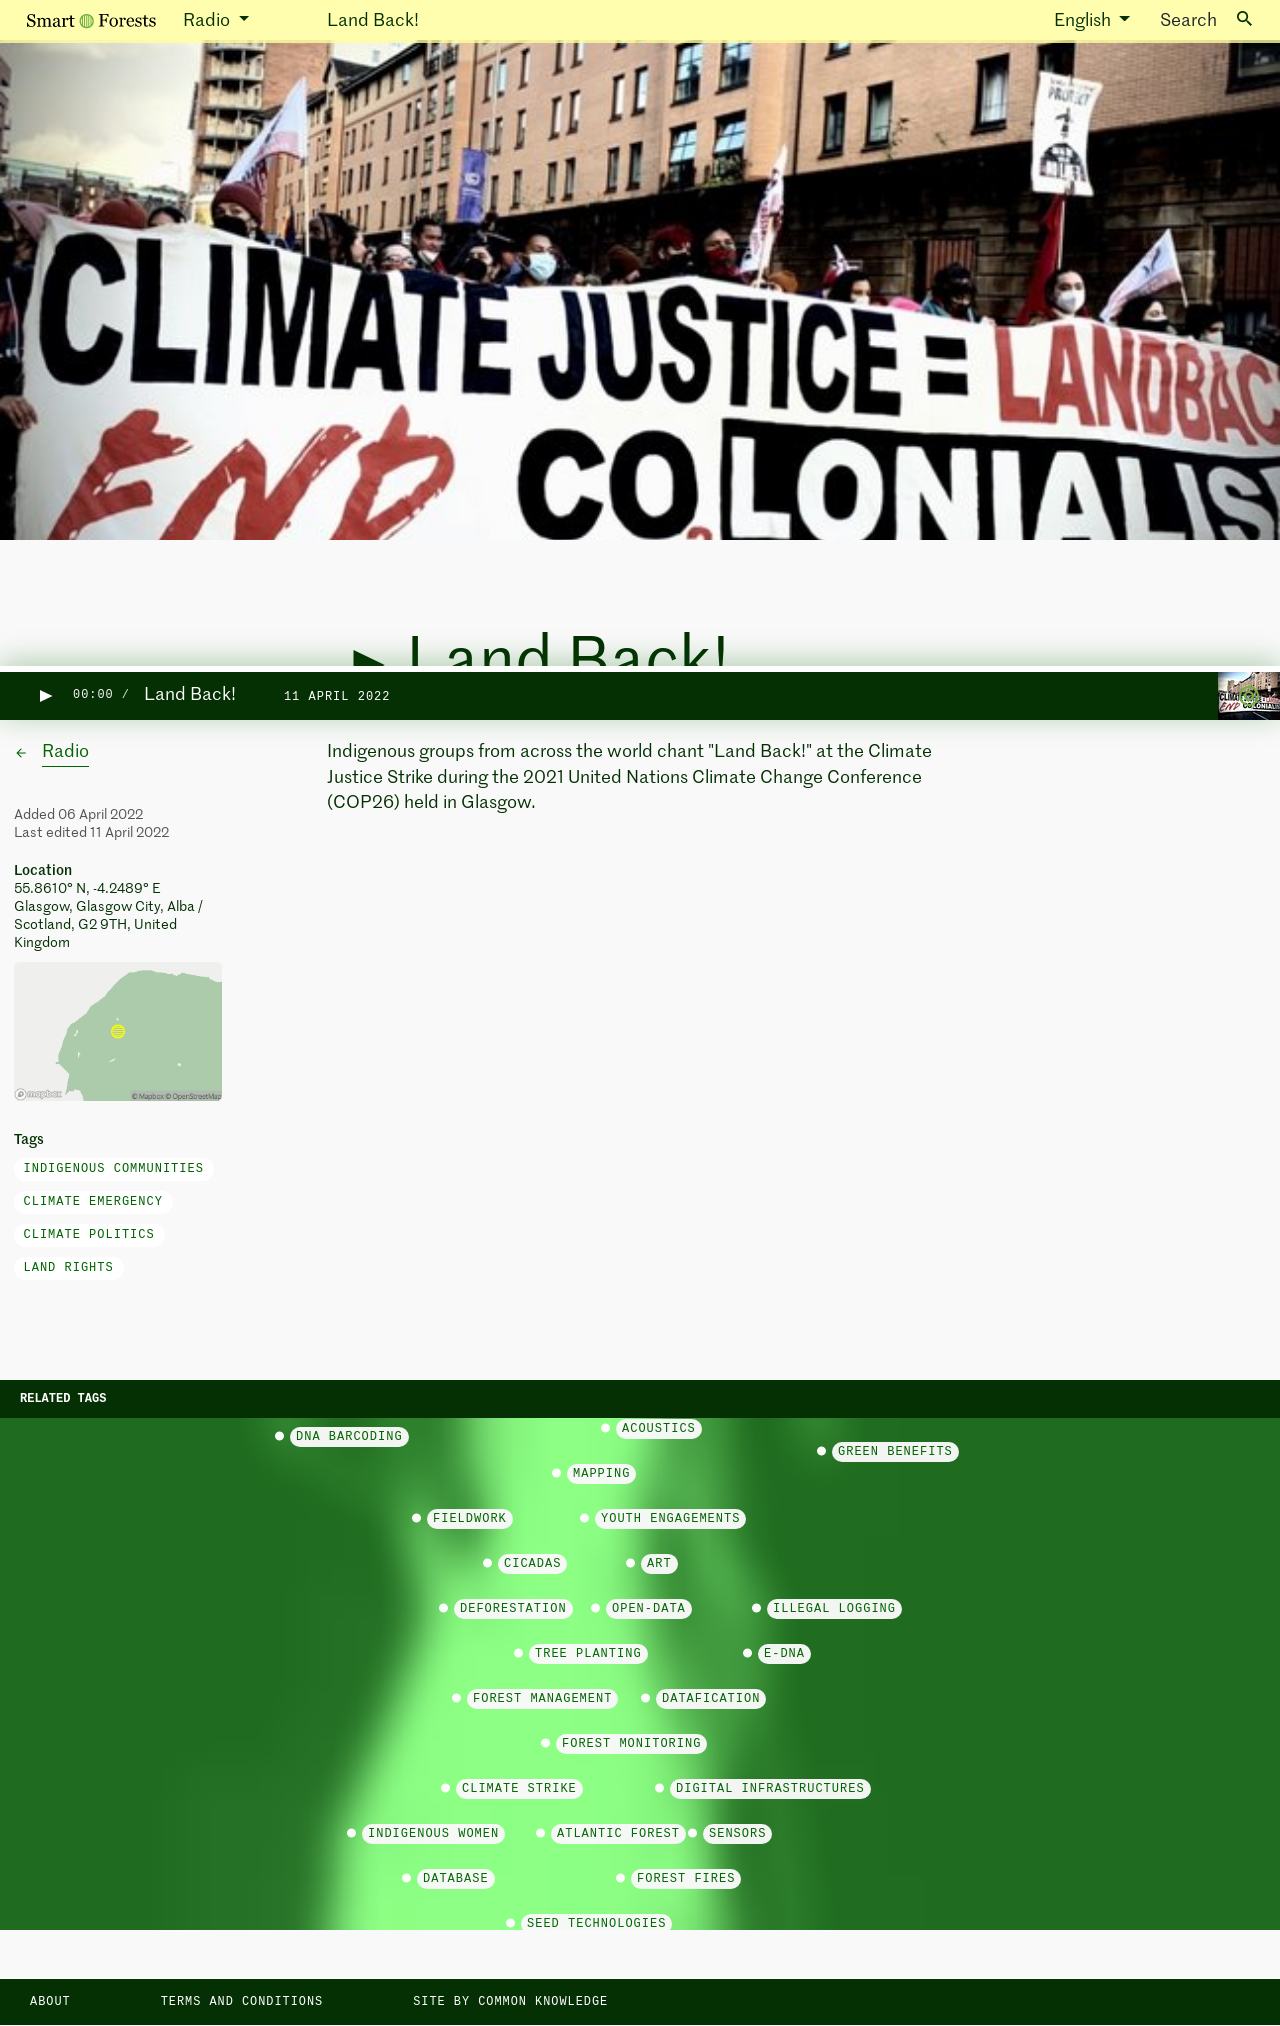 Smart Forests Radio Land Back! English Search
PROTECT
CLIMATE JUSTICE = LANDBAC
END COLONIALIS
▶ Land Back!
▶ 00:00 / Land Back! 11 APRIL 2022
← Radio
Indigenous groups from across the world chant "Land Back!" at the Climate
Justice Strike during the 2021 United Nations Climate Change Conference
(COP26) held in Glasgow.
Added 06 April 2022
Last edited 11 April 2022
Location
55.8610° N, -4.2489° E
Glasgow, Glasgow City, Alba /
Scotland, G2 9TH, United
Kingdom
mapbox © Mapbox © OpenStreetMap
Tags
INDIGENOUS COMMUNITIES
CLIMATE EMERGENCY
CLIMATE POLITICS
LAND RIGHTS
RELATED TAGS
ACOUSTICS
DNA BARCODING
GREEN BENEFITS
MAPPING
FIELDWORK YOUTH ENGAGEMENTS
CICADAS ART
DEFORESTATION OPEN-DATA ILLEGAL LOGGING
TREE PLANTING E-DNA
FOREST MANAGEMENT DATAFICATION
FOREST MONITORING
CLIMATE STRIKE DIGITAL INFRASTRUCTURES
INDIGENOUS WOMEN ATLANTIC FOREST SENSORS
DATABASE FOREST FIRES
SEED TECHNOLOGIES
ABOUT TERMS AND CONDITIONS SITE BY COMMON KNOWLEDGE